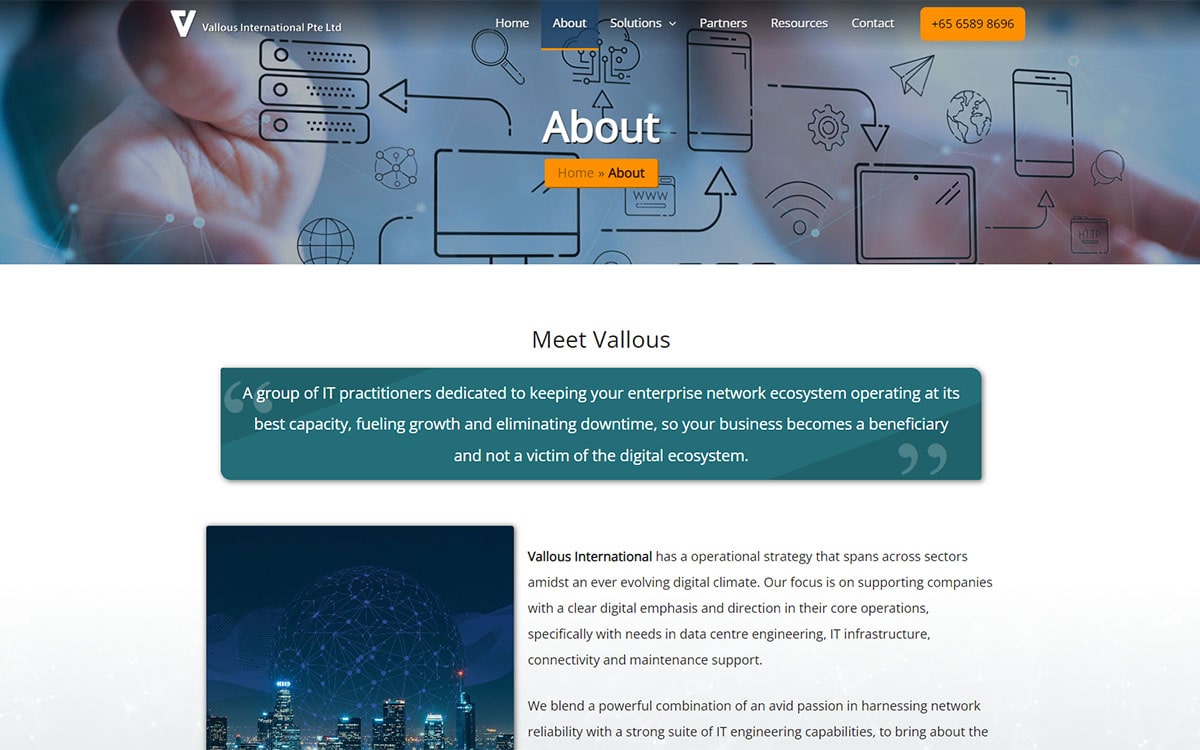 Vallous International Pte Ltd
Home About Solutions Partners Resources Contact +65 6589 8696
About
Home » About
WWW
HTTP
Meet Vallous
“A group of IT practitioners dedicated to keeping your enterprise network ecosystem operating at its
best capacity, fueling growth and eliminating downtime, so your business becomes a beneficiary
and not a victim of the digital ecosystem.”
Vallous International has a operational strategy that spans across sectors
amidst an ever evolving digital climate. Our focus is on supporting companies
with a clear digital emphasis and direction in their core operations,
specifically with needs in data centre engineering, IT infrastructure,
connectivity and maintenance support.
We blend a powerful combination of an avid passion in harnessing network
reliability with a strong suite of IT engineering capabilities, to bring about the